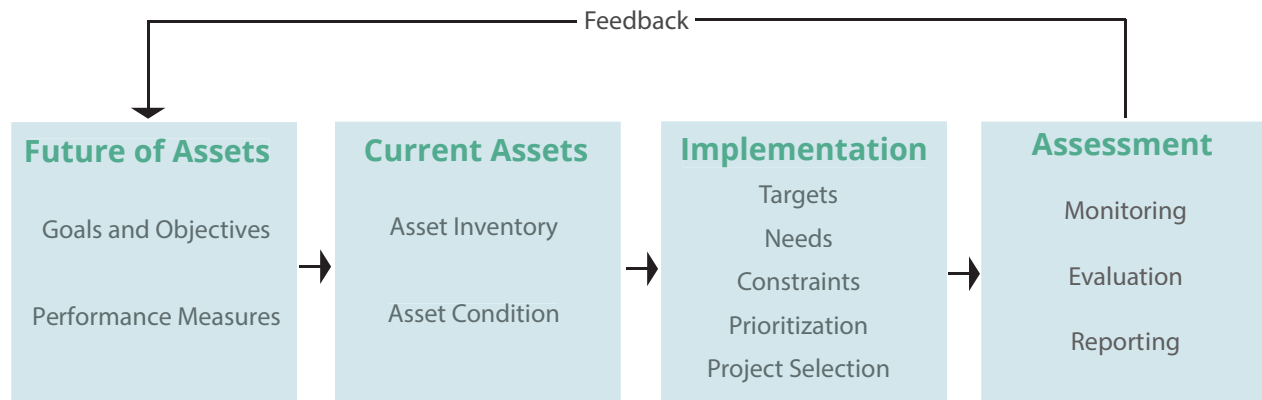 Feedback
Future of Assets
Goals and Objectives
Performance Measures
Current Assets
Asset Inventory
Asset Condition
Implementation
Targets
Needs
Constraints
Prioritization
Project Selection
Assessment
Monitoring
Evaluation
Reporting